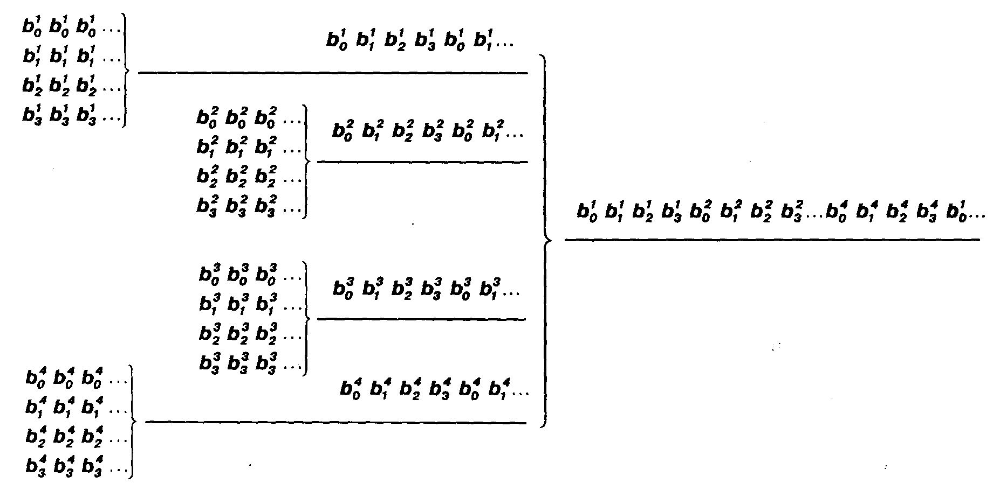 b₀¹ b₀¹ b₀¹ ...
b₁¹ b₁¹ b₁¹ ...
b₂¹ b₂¹ b₂¹ ...
b₃¹ b₃¹ b₃¹ ...
b₀¹ b₁¹ b₂¹ b₃¹ b₀¹ b₁¹ ...
b₀² b₀² b₀² ...
b₁² b₁² b₁² ...
b₂² b₂² b₂² ...
b₃² b₃² b₃² ...
b₀² b₁² b₂² b₃² b₀² b₁² ...
b₀¹ b₁¹ b₂¹ b₃¹ b₀² b₁² b₂² b₃² ... b₀⁴ b₁⁴ b₂⁴ b₃⁴ b₀¹ ...
b₀³ b₀³ b₀³ ...
b₁³ b₁³ b₁³ ...
b₂³ b₂³ b₂³ ...
b₃³ b₃³ b₃³ ...
b₀³ b₁³ b₂³ b₃³ b₀³ b₁³ ...
b₀⁴ b₀⁴ b₀⁴ ...
b₁⁴ b₁⁴ b₁⁴ ...
b₂⁴ b₂⁴ b₂⁴ ...
b₃⁴ b₃⁴ b₃⁴ ...
b₀⁴ b₁⁴ b₂⁴ b₃⁴ b₀⁴ b₁⁴ ...